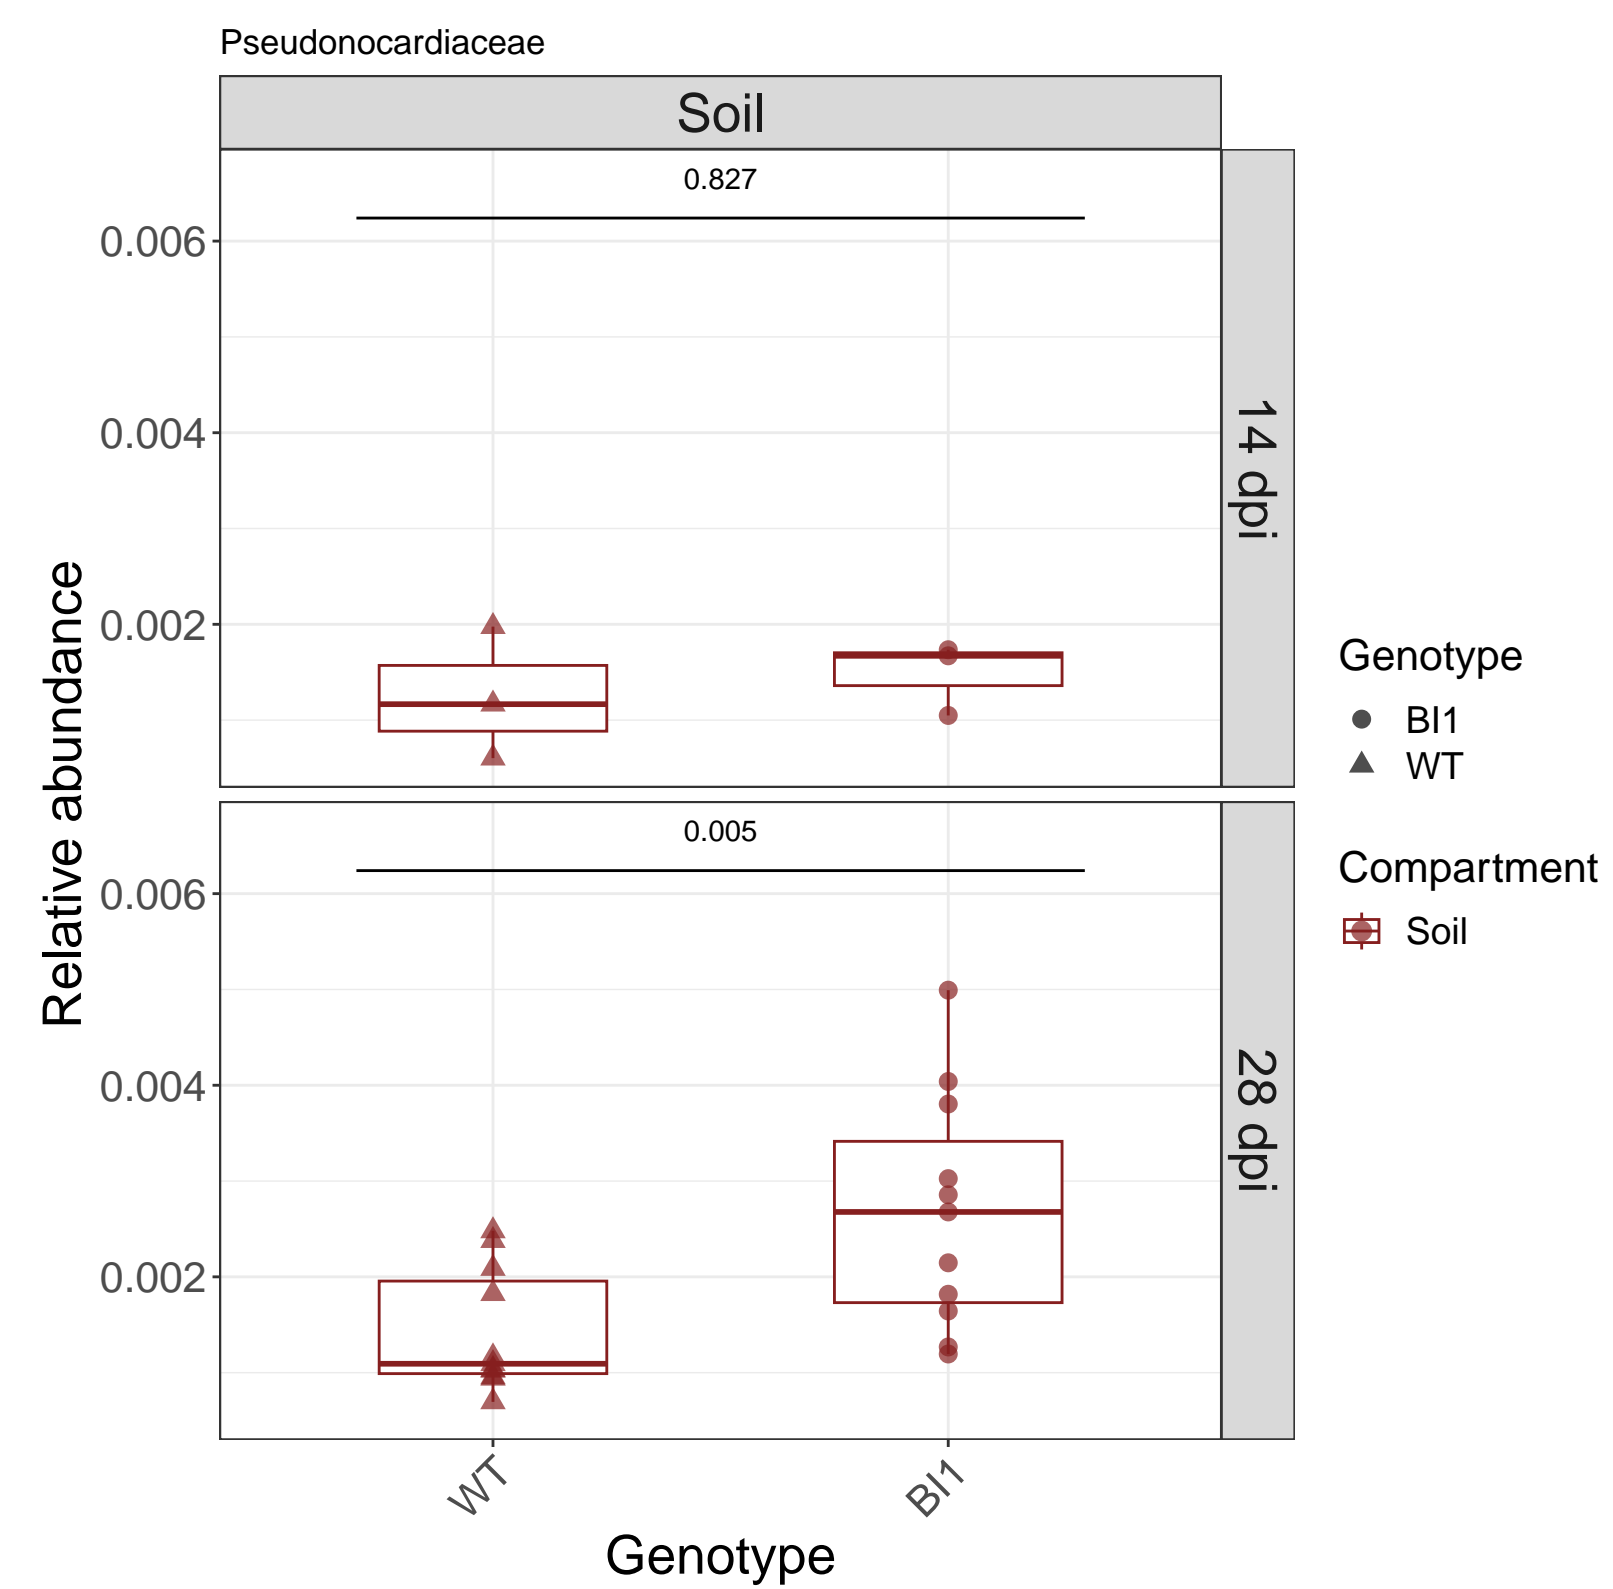 Pseudonocardiaceae
Soil
0.827
0.006
0.004
0.002
14 dpi
0.005
0.006
0.004
0.002
28 dpi
Relative abundance
WT
BI1
Genotype
Genotype
BI1
WT
Compartment
Soil